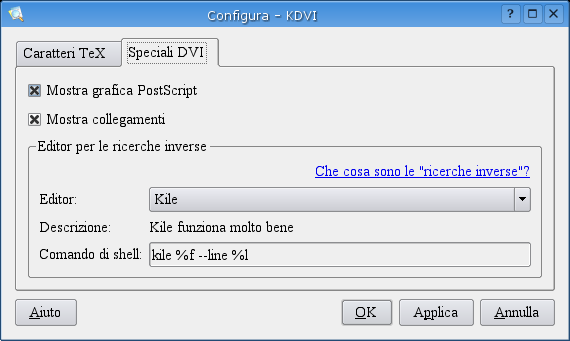 Configura – KDVI
Caratteri TeX
Speciali DVI
Mostra grafica PostScript
Mostra collegamenti
Editor per le ricerche inverse
Che cosa sono le "ricerche inverse"?
Editor: Kile
Descrizione: Kile funziona molto bene
Comando di shell: kile %f --line %l
Aiuto OK Applica Annulla